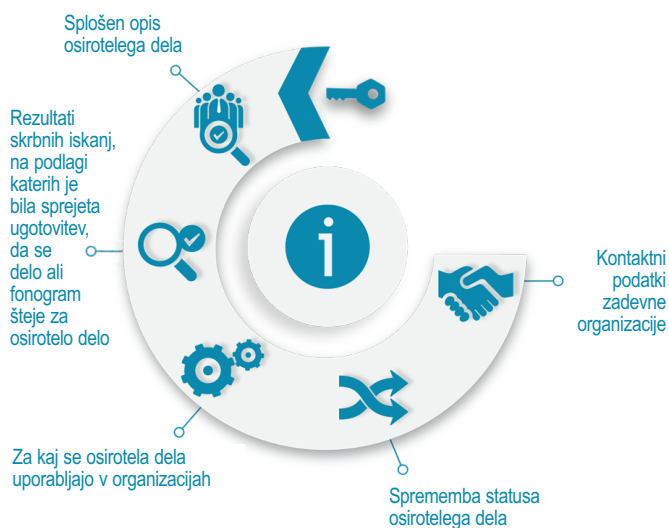 Splošen opis
osirotelega dela
Rezultati
skrbnih iskanj,
na podlagi
katerih je
bila sprejeta
ugotovitev,
da se
delo ali
fonogram
šteje za
osirotelo delo
Za kaj se osirotela dela
uporabljajo v organizacijah
Sprememba statusa
osirotelega dela
Kontaktni
podatki
zadevne
organizacije